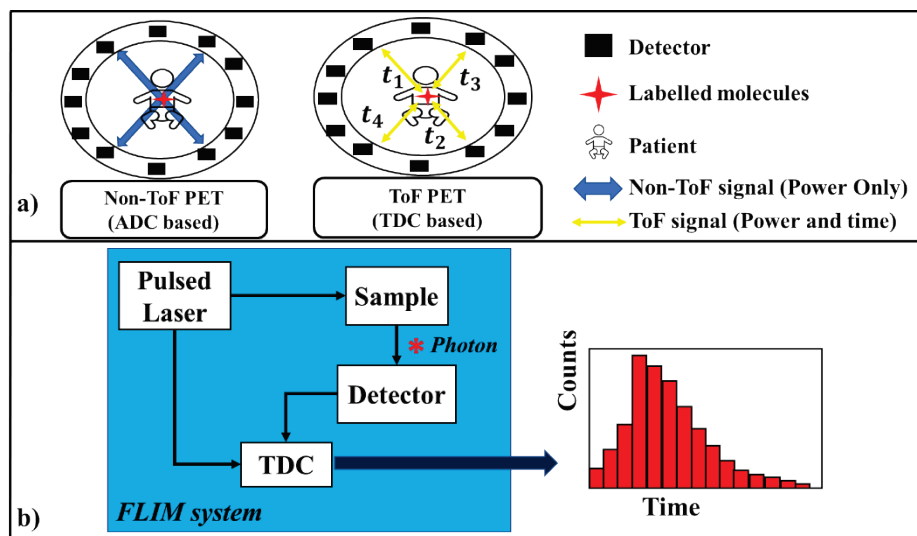 t₁
t₃
t₄
t₂
Non-ToF PET
(ADC based)
ToF PET
(TDC based)
a)
Detector
Labelled molecules
Patient
Non-ToF signal (Power Only)
ToF signal (Power and time)
Pulsed
Laser
Sample
* Photon
Detector
TDC
FLIM system
b)
Counts
Time